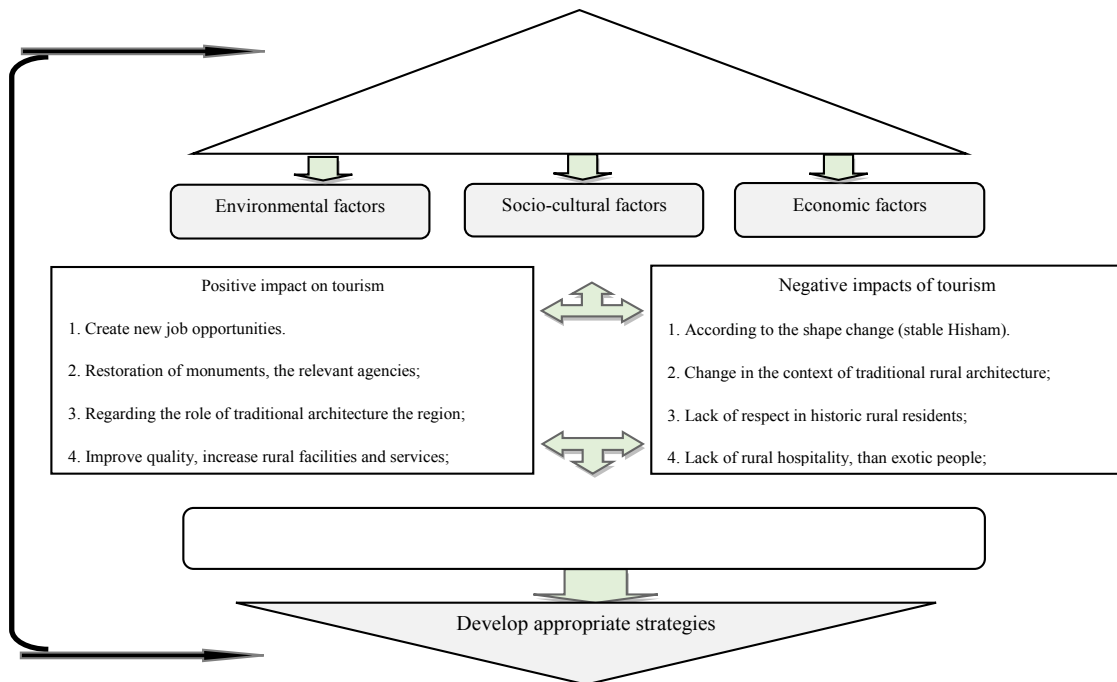 Environmental factors
Socio-cultural factors
Economic factors
Positive impact on tourism
1. Create new job opportunities.
2. Restoration of monuments, the relevant agencies;
3. Regarding the role of traditional architecture the region;
4. Improve quality, increase rural facilities and services;
Negative impacts of tourism
1. According to the shape change (stable Hisham).
2. Change in the context of traditional rural architecture;
3. Lack of respect in historic rural residents;
4. Lack of rural hospitality, than exotic people;
Develop appropriate strategies